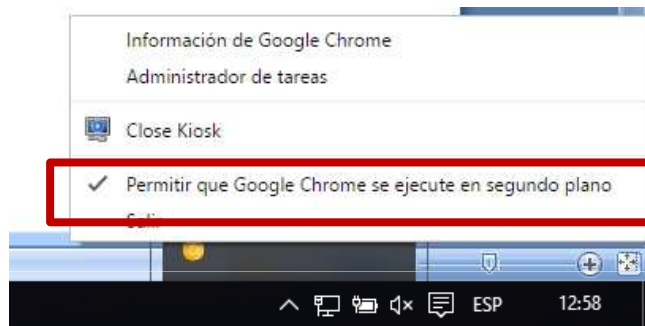 Información de Google Chrome
Administrador de tareas
Close Kiosk
Permitir que Google Chrome se ejecute en segundo plano
Salir
ESP
12:58